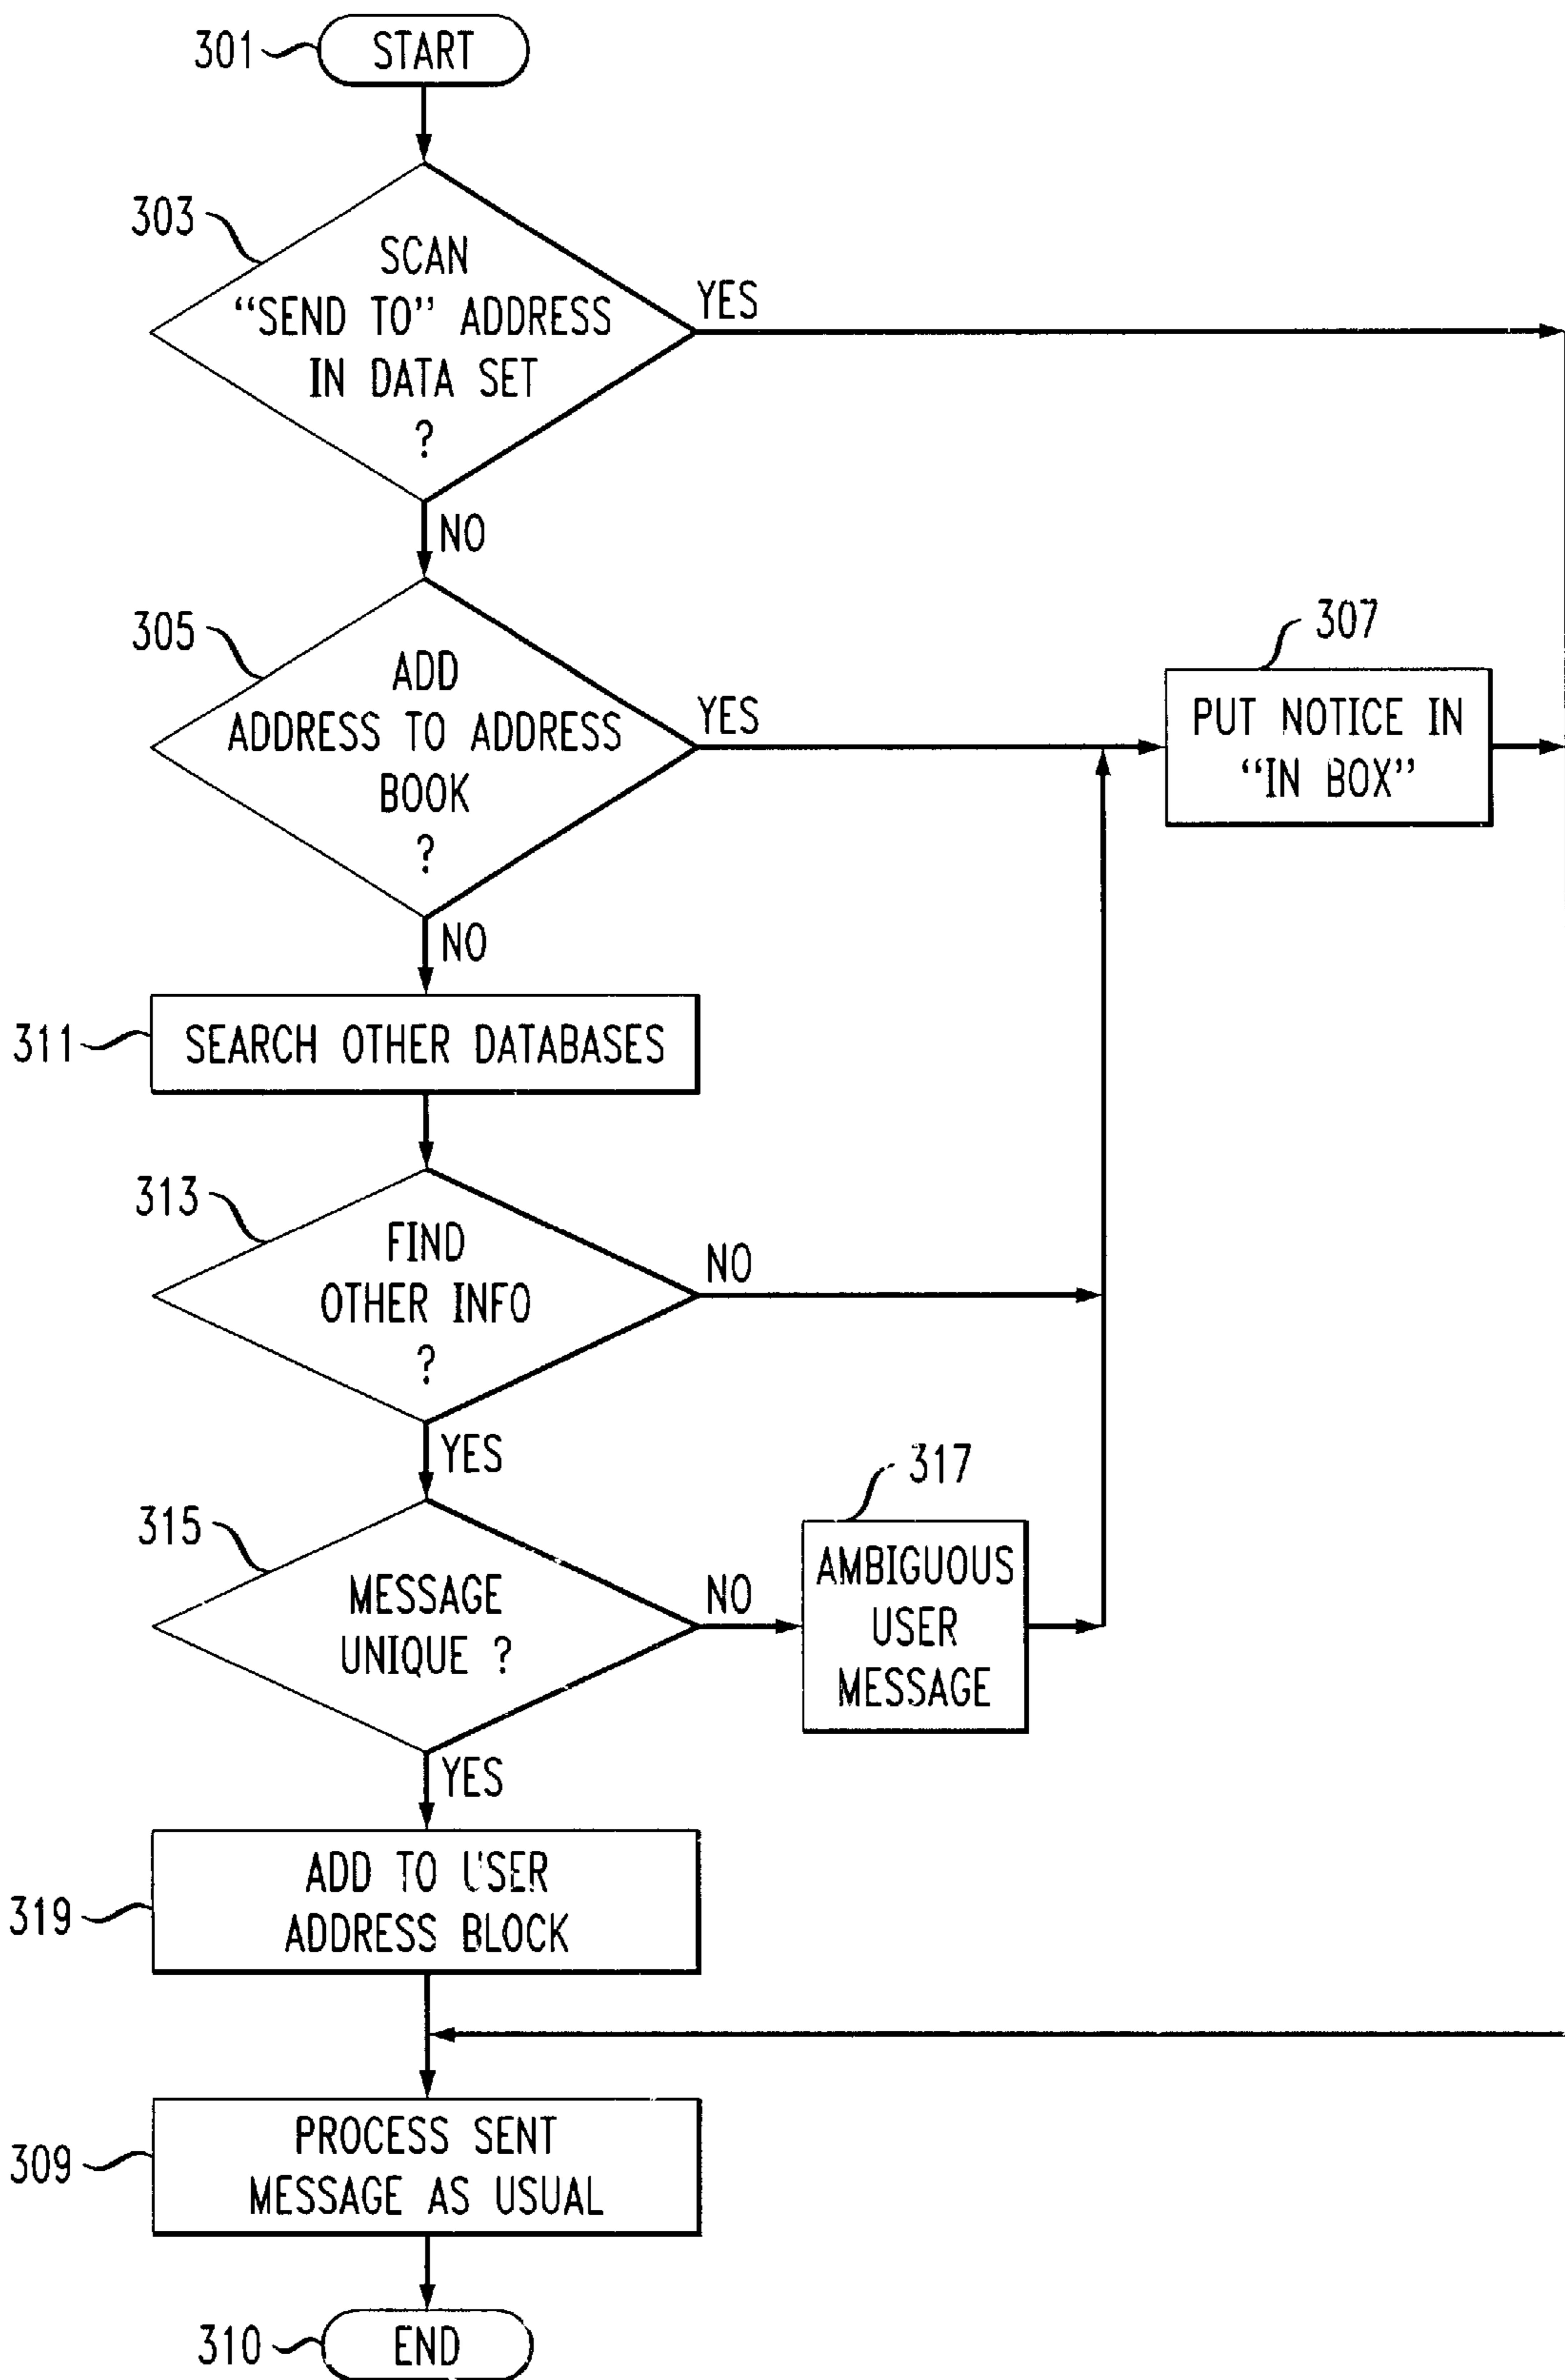 301
START
303
SCAN
“SEND TO” ADDRESS
IN DATA SET
?
YES
NO
305
ADD
ADDRESS TO ADDRESS
BOOK
?
YES
307
PUT NOTICE IN
“IN BOX”
NO
311
SEARCH OTHER DATABASES
313
FIND
OTHER INFO
?
NO
YES
315
MESSAGE
UNIQUE ?
NO
317
AMBIGUOUS
USER
MESSAGE
YES
319
ADD TO USER
ADDRESS BLOCK
309
PROCESS SENT
MESSAGE AS USUAL
310
END